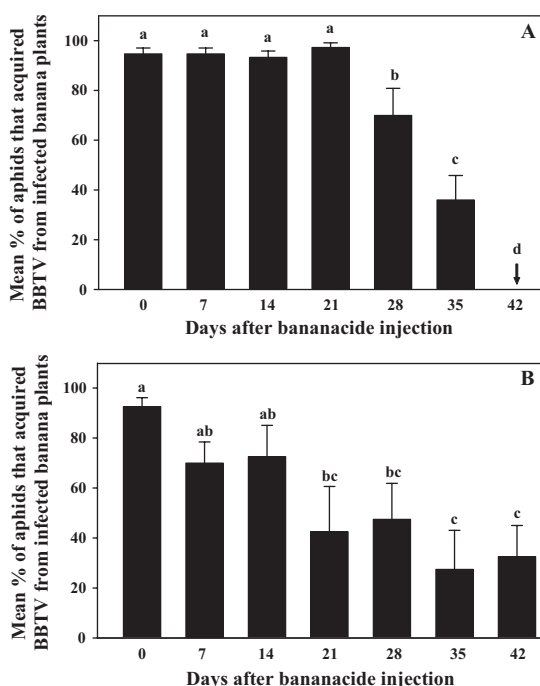 A
Mean % of aphids that acquired
BBTV from infected banana plants
100
80
60
40
20
0
a a a a b c d
0 7 14 21 28 35 42
Days after bananacide injection
B
Mean % of aphids that acquired
BBTV from infected banana plants
100
80
60
40
20
0
a ab ab bc bc c c
0 7 14 21 28 35 42
Days after bananacide injection